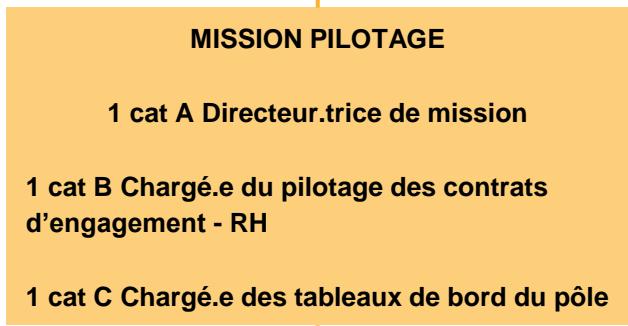 MISSION PILOTAGE
1 cat A Directeur.trice de mission
1 cat B Chargé.e du pilotage des contrats
d’engagement - RH
1 cat C Chargé.e des tableaux de bord du pôle